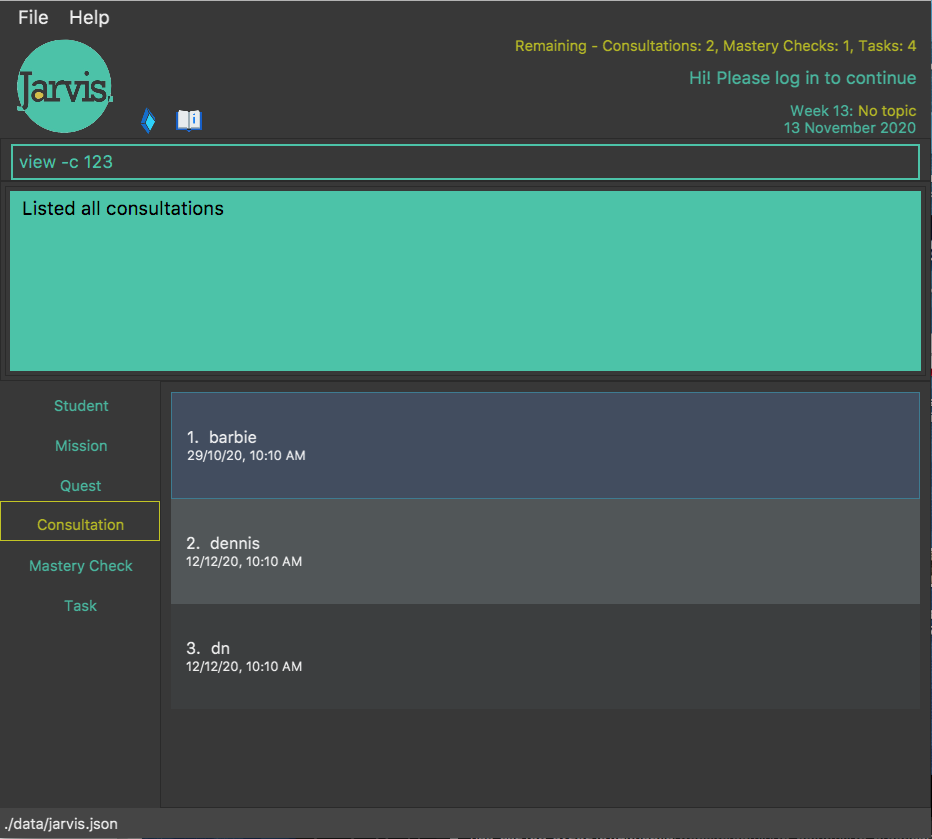 File Help
Remaining - Consultations: 2, Mastery Checks: 1, Tasks: 4
Jarvis.
Hi! Please log in to continue
Week 13: No topic
13 November 2020
view -c 123
Listed all consultations
Student
Mission
Quest
Consultation
Mastery Check
Task
1. barbie
29/10/20, 10:10 AM
2. dennis
12/12/20, 10:10 AM
3. dn
12/12/20, 10:10 AM
./data/jarvis.json